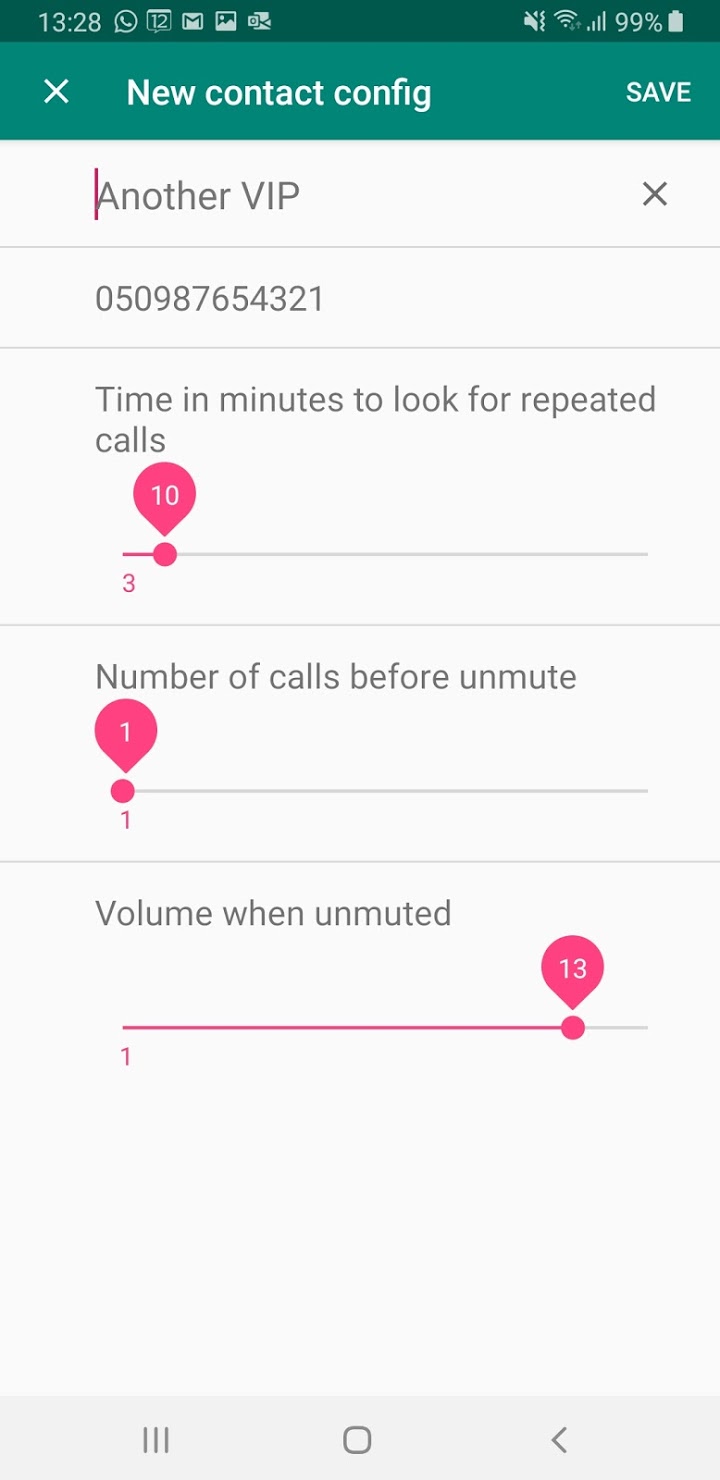 13:28 12 99%
New contact config SAVE
Another VIP
050987654321
Time in minutes to look for repeated
calls
10
3
Number of calls before unmute
1
1
Volume when unmuted
13
1